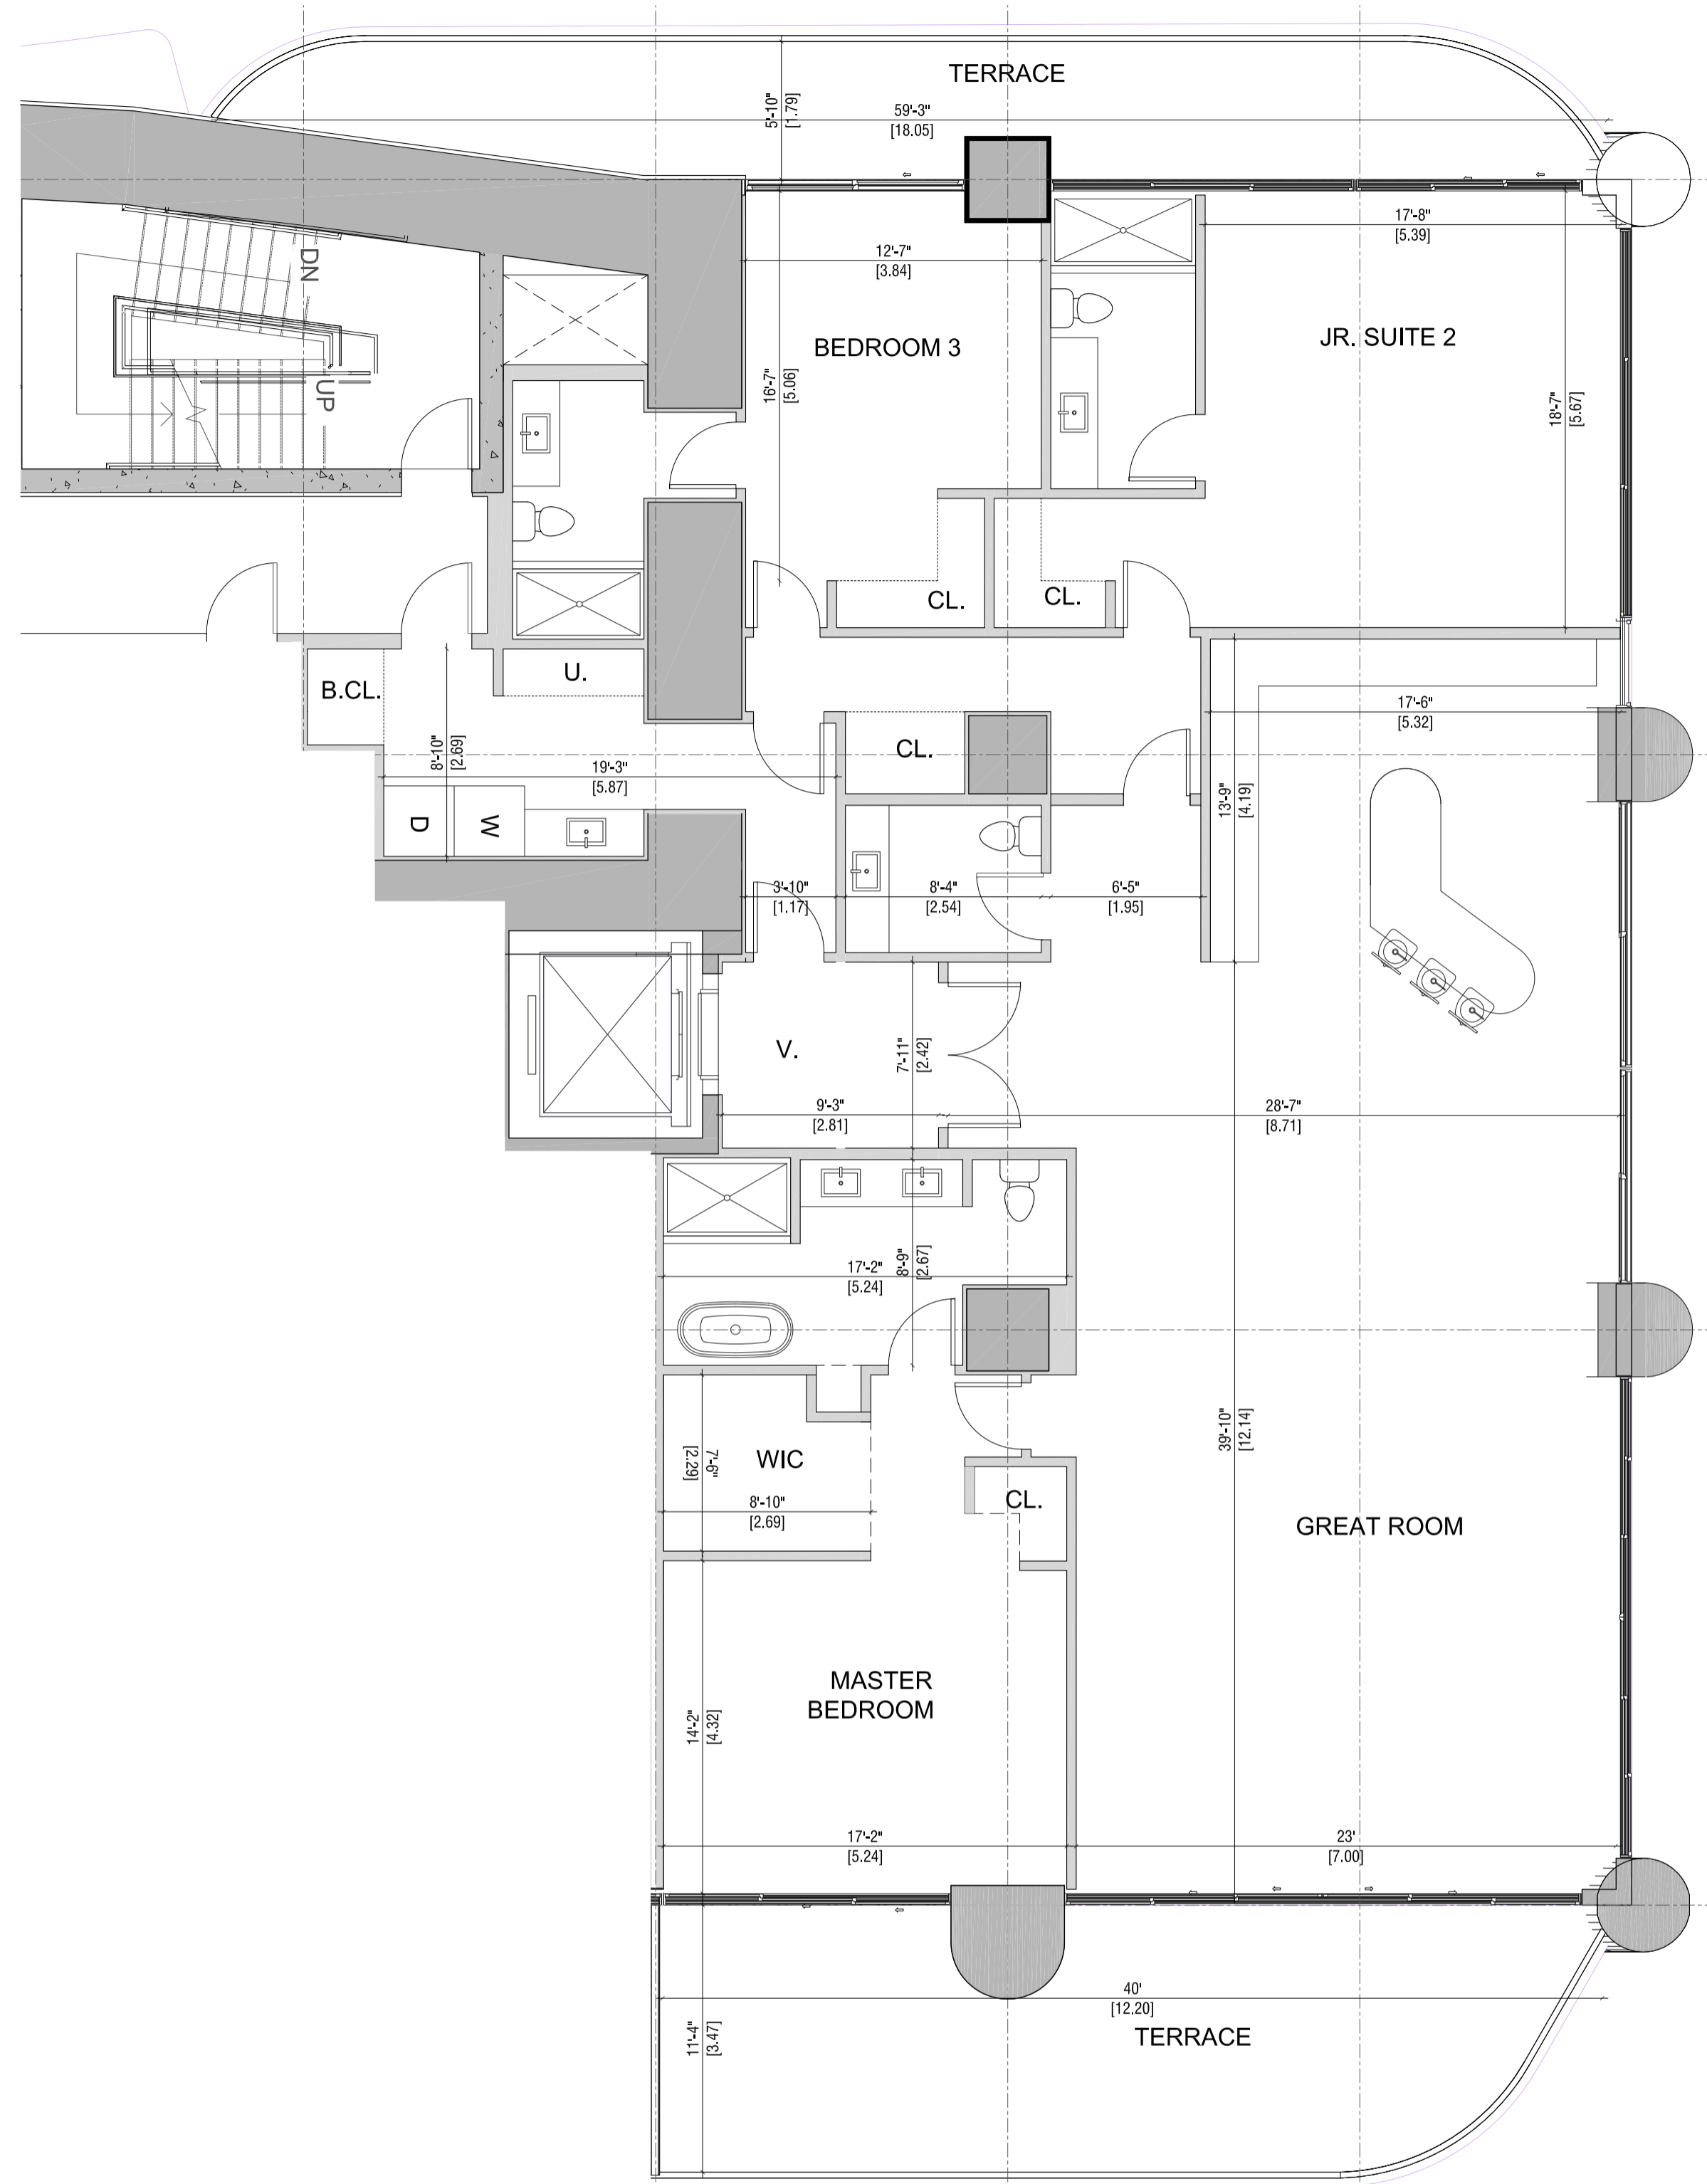 TERRACE
5'-10"
[1.79]
59'-3"
[18.05]
17'-8"
[5.39]
12'-7"
[3.84]
DN
BEDROOM 3
JR. SUITE 2
16'-7"
[5.06]
UP
18'-7"
[5.67]
CL.
CL.
U.
B.CL.
17'-6"
[5.32]
8'-10"
[2.69]
CL.
19'-3"
[5.87]
13'-9"
[4.19]
D
W
3'-10"
[1.17]
8'-4"
[2.54]
6'-5"
[1.95]
V.
7'-11"
[2.42]
9'-3"
[2.81]
28'-7"
[8.71]
17'-2"
[5.24]
8'-9"
[2.67]
39'-10"
[12.14]
WIC
7'-6"
[2.29]
CL.
8'-10"
[2.69]
GREAT ROOM
MASTER
BEDROOM
14'-2"
[4.32]
17'-2"
[5.24]
23'
[7.00]
40'
[12.20]
TERRACE
11'-4"
[3.47]